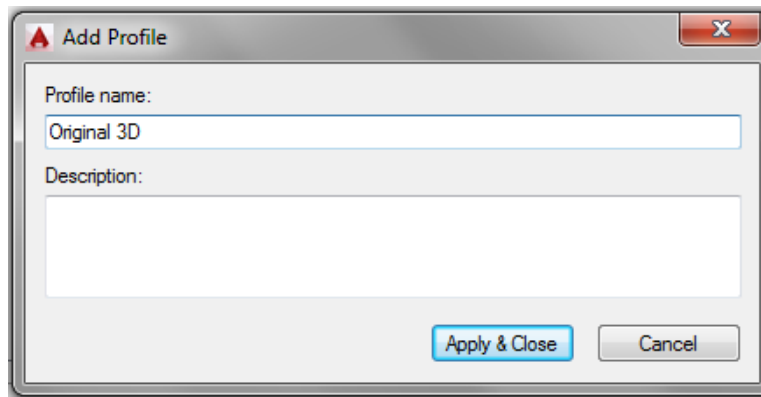 Add Profile
Profile name:
Original 3D
Description:
Apply & Close Cancel